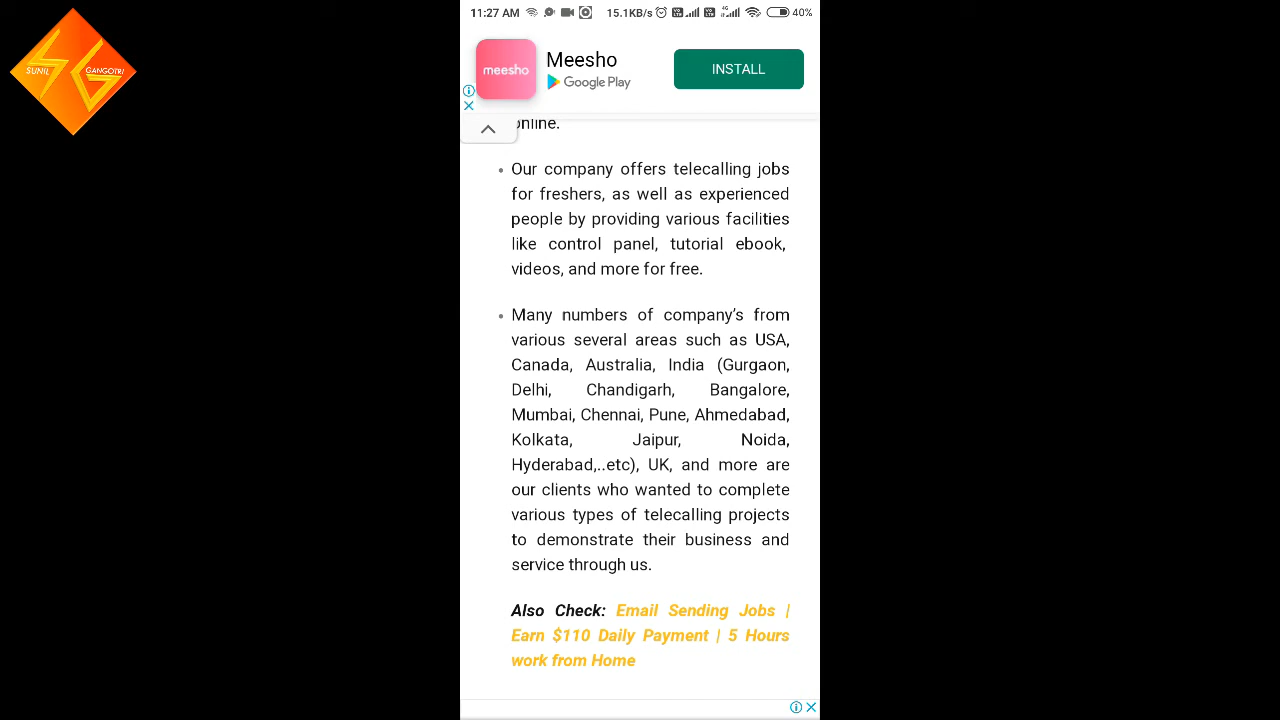 11:27 AM 15.1KB/s 40%
SUNIL GANGOTRI
meesho
Meesho
Google Play
INSTALL
online.
• Our company offers telecalling jobs
for freshers, as well as experienced
people by providing various facilities
like control panel, tutorial ebook,
videos, and more for free.
• Many numbers of company's from
various several areas such as USA,
Canada, Australia, India (Gurgaon,
Delhi, Chandigarh, Bangalore,
Mumbai, Chennai, Pune, Ahmedabad,
Kolkata, Jaipur, Noida,
Hyderabad,..etc), UK, and more are
our clients who wanted to complete
various types of telecalling projects
to demonstrate their business and
service through us.
Also Check: Email Sending Jobs |
Earn $110 Daily Payment | 5 Hours
work from Home